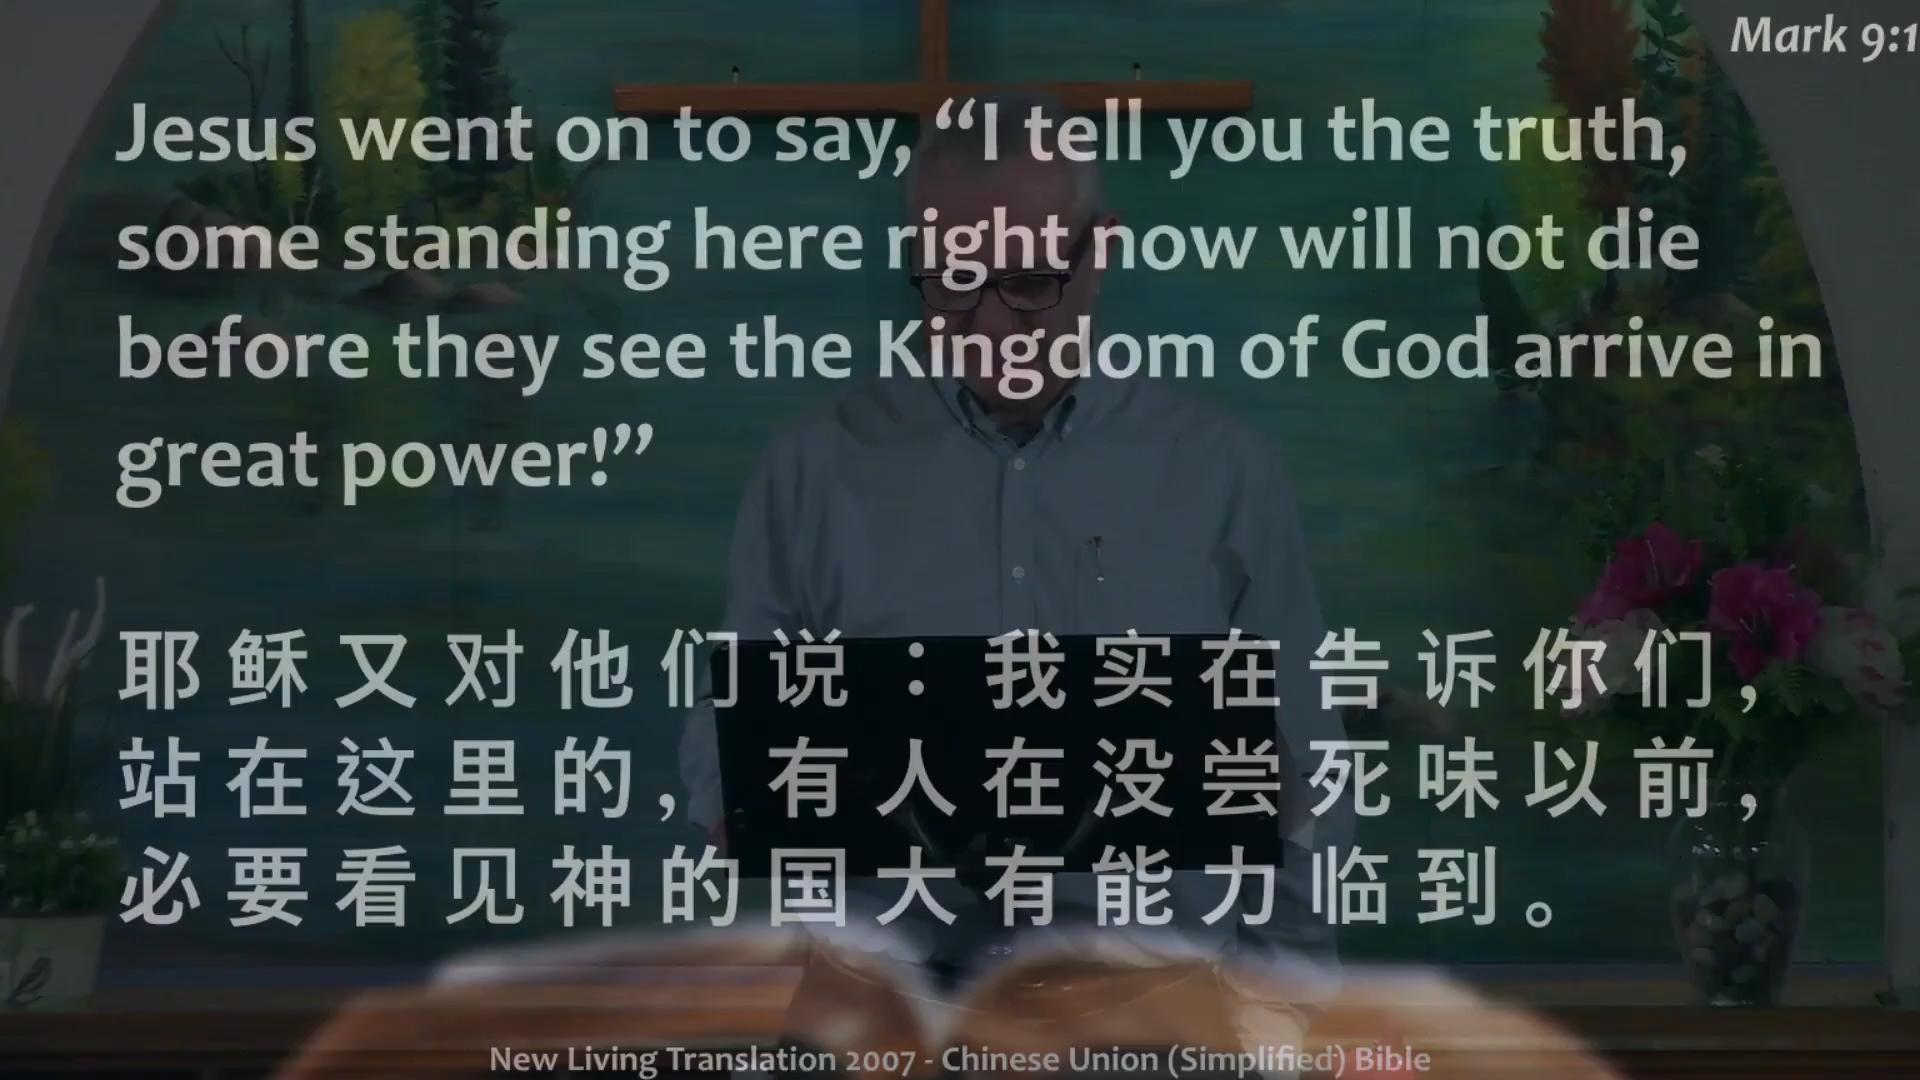 Mark 9:1
Jesus went on to say, “I tell you the truth,
some standing here right now will not die
before they see the Kingdom of God arrive in
great power!”
耶稣又对他们说：我实在告诉你们，
站在这里的，有人在没尝死味以前，
必要看见神的国大有能力临到。
New Living Translation 2007 - Chinese Union (Simplified) Bible